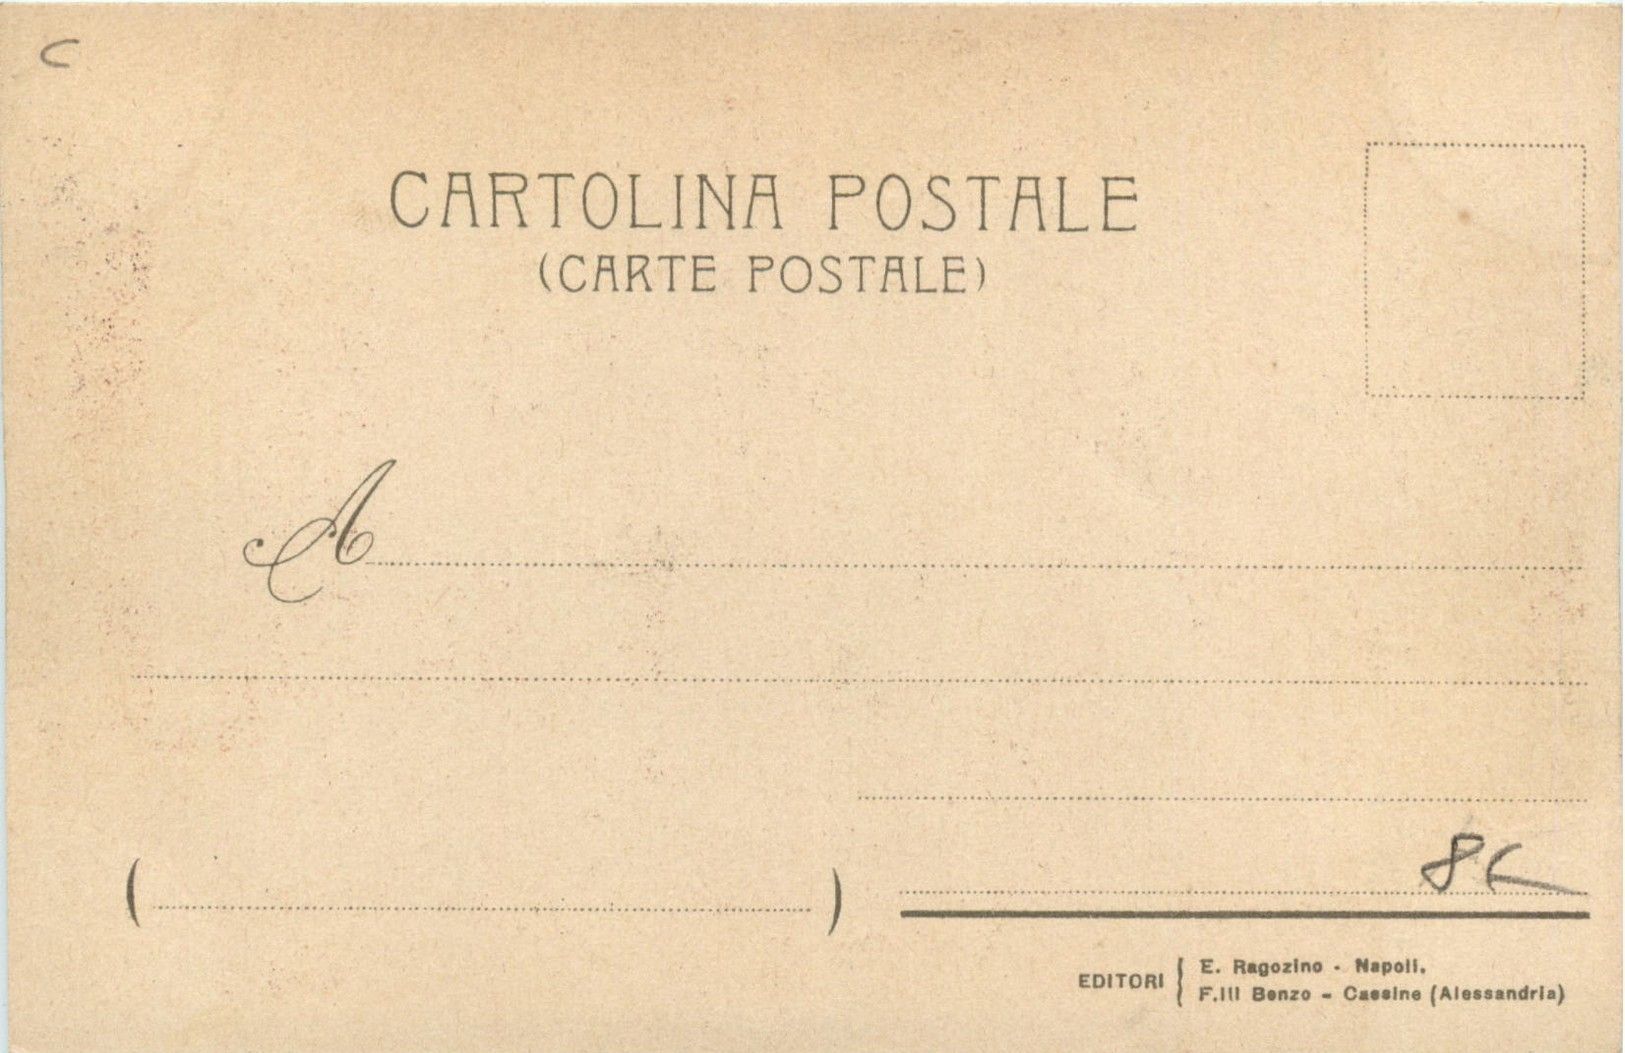 C
CARTOLINA POSTALE
(CARTE POSTALE)
A
( )
EDITORI { E. Ragozino - Napoli.
F.lli Benzo - Cassine (Alessandria)